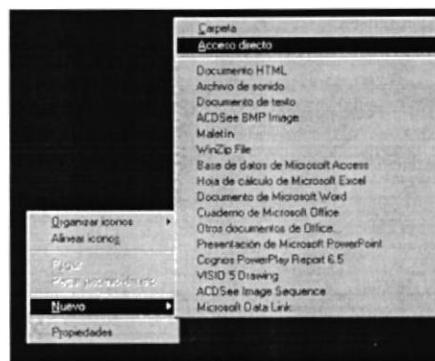 Carpeta
Acceso directo
Documento HTML
Archivo de sonido
Documento de texto
ACDSee BMP Image
Maletín
WinZip File
Base de datos de Microsoft Access
Hoja de cálculo de Microsoft Excel
Documento de Microsoft Word
Cuaderno de Microsoft Office
Otros documentos de Office...
Presentación de Microsoft PowerPoint
Cognos PowerPlay Report 6.5
VISIO 5 Drawing
ACDSee Image Sequence
Microsoft Data Link
Organizar iconos
Alinear iconos
Pegar
Pegar acceso directo
Nuevo
Propiedades